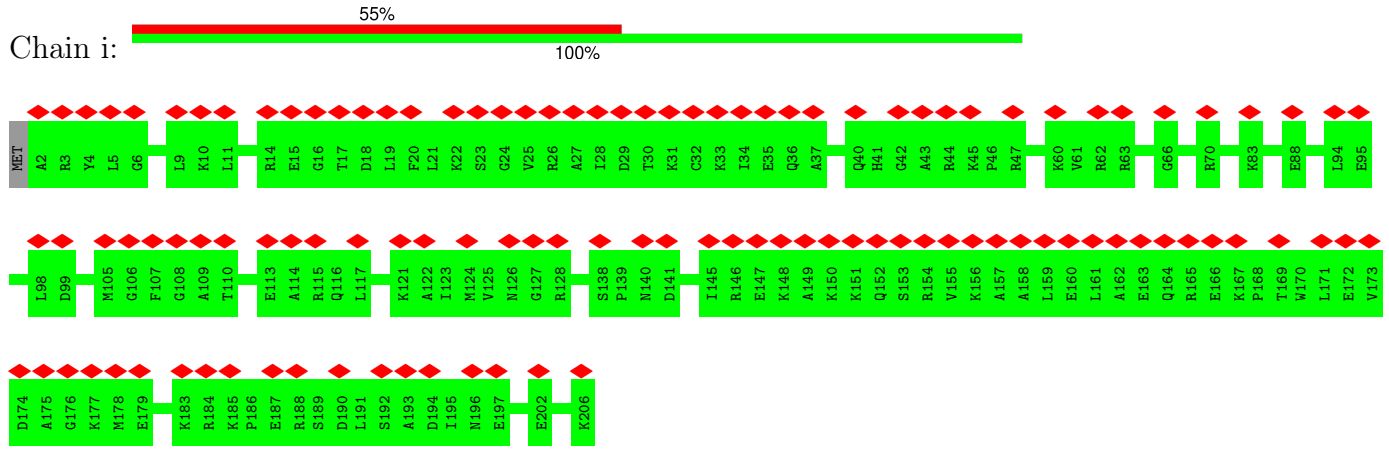 55%
Chain i:
100%
MET A2 R3 Y4 L5 G6 L9 K10 L11 R14 E15 G16 T17 D18 L19 F20 L21 K22 S23 G24 V25 R26 A27 I28 D29 T30 K31 C32 K33 I34 E35 Q36 A37 Q40 H41 G42 A43 R44 K45 P46 R47 K60 V61 R62 R63 G66 R70 K83 E88 L94 E95
L98 D99 M105 G106 F107 G108 A109 T110 E113 A114 R115 Q116 L117 K121 A122 I123 M124 V125 N126 G127 R128 S138 P139 N140 D141 I145 R146 E147 K148 A149 K150 K151 Q152 S153 R154 V155 K156 A157 A158 L159 E160 L161 A162 E163 Q164 R165 E166 K167 P168 T169 W170 L171 E172 V173
D174 A175 G176 K177 M178 E179 K183 R184 K185 P186 E187 R188 S189 D190 L191 S192 A193 D194 I195 N196 E197 E202 K206